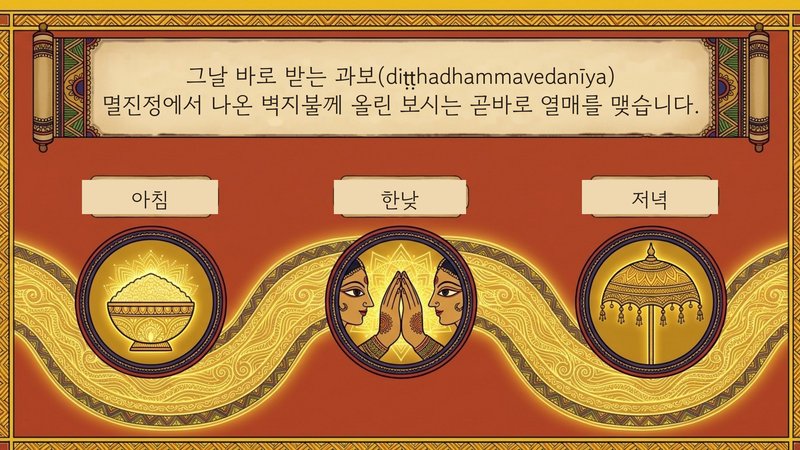 그날 바로 받는 과보(diṭṭhadhammavedanīya)
멸진정에서 나온 벽지불께 올린 보시는 곧바로 열매를 맺습니다.
아침
한낮
저녁